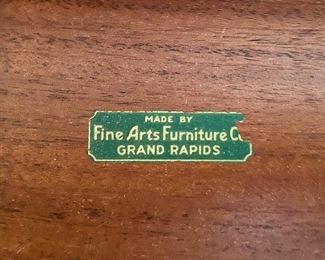 MADE BY
Fine Arts Furniture C
GRAND RAPIDS